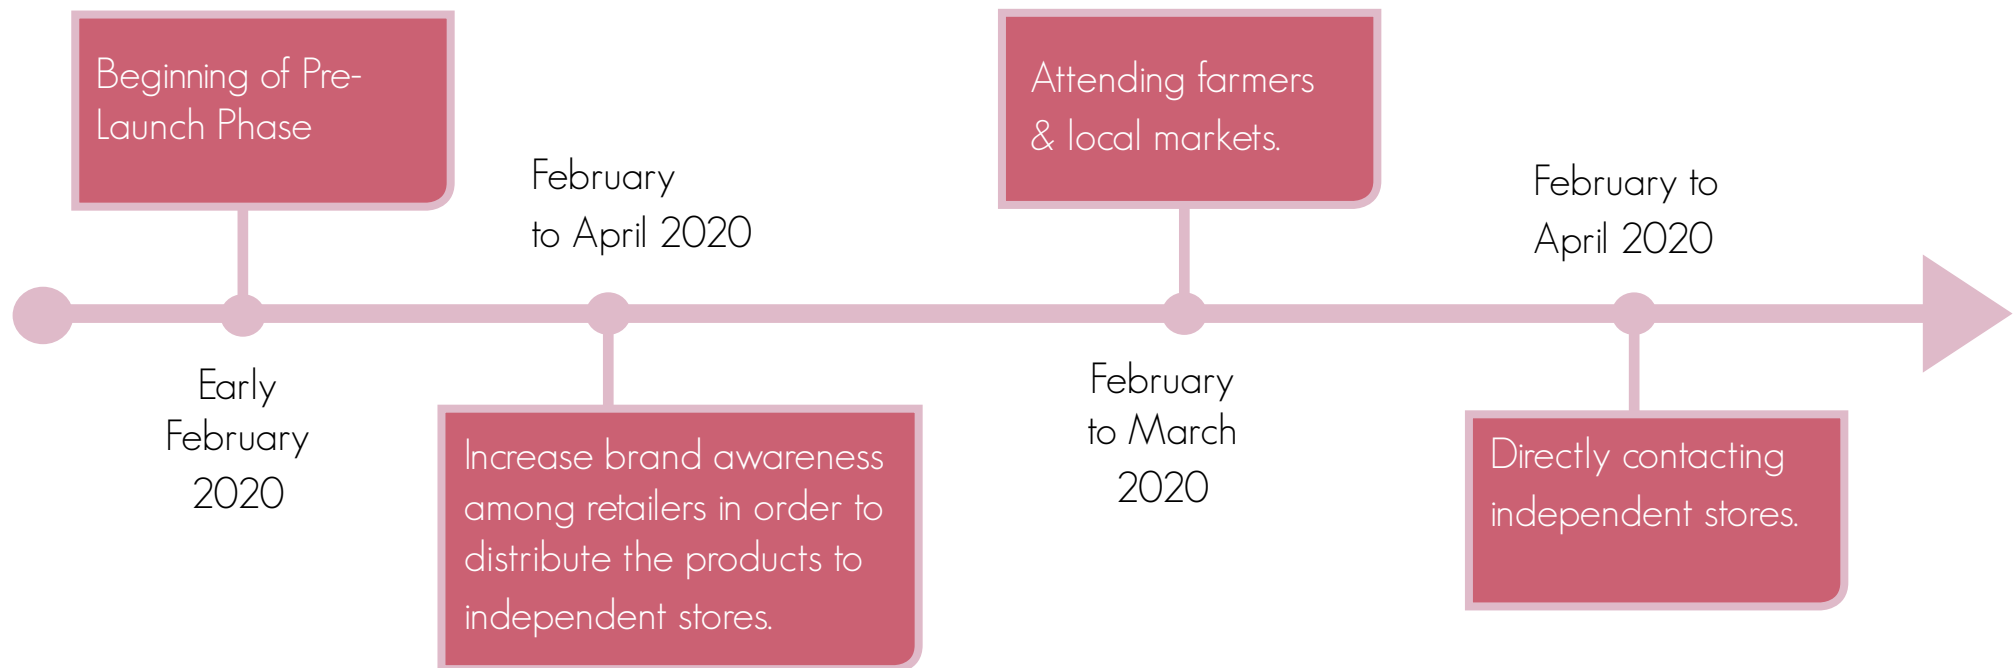 Beginning of Pre-
Launch Phase
Early
February
2020
February
to April 2020
Increase brand awareness
among retailers in order to
distribute the products to
independent stores.
Attending farmers
& local markets.
February
to March
2020
February to
April 2020
Directly contacting
independent stores.